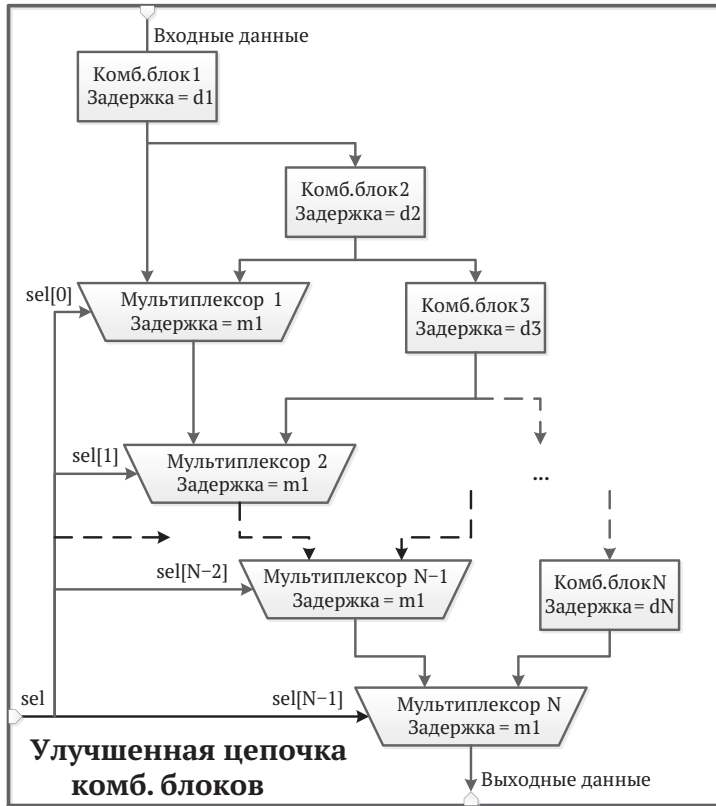 Входные данные
Комб.блок1
Задержка = d1
Комб.блок2
Задержка = d2
sel[0]
Мультиплексор 1
Задержка = m1
Комб.блок3
Задержка = d3
sel[1]
Мультиплексор 2
Задержка = m1
...
sel[N−2]
Мультиплексор N−1
Задержка = m1
Комб.блокN
Задержка = dN
sel
sel[N−1]
Мультиплексор N
Задержка = m1
Улучшенная цепочка
комб. блоков
Выходные данные